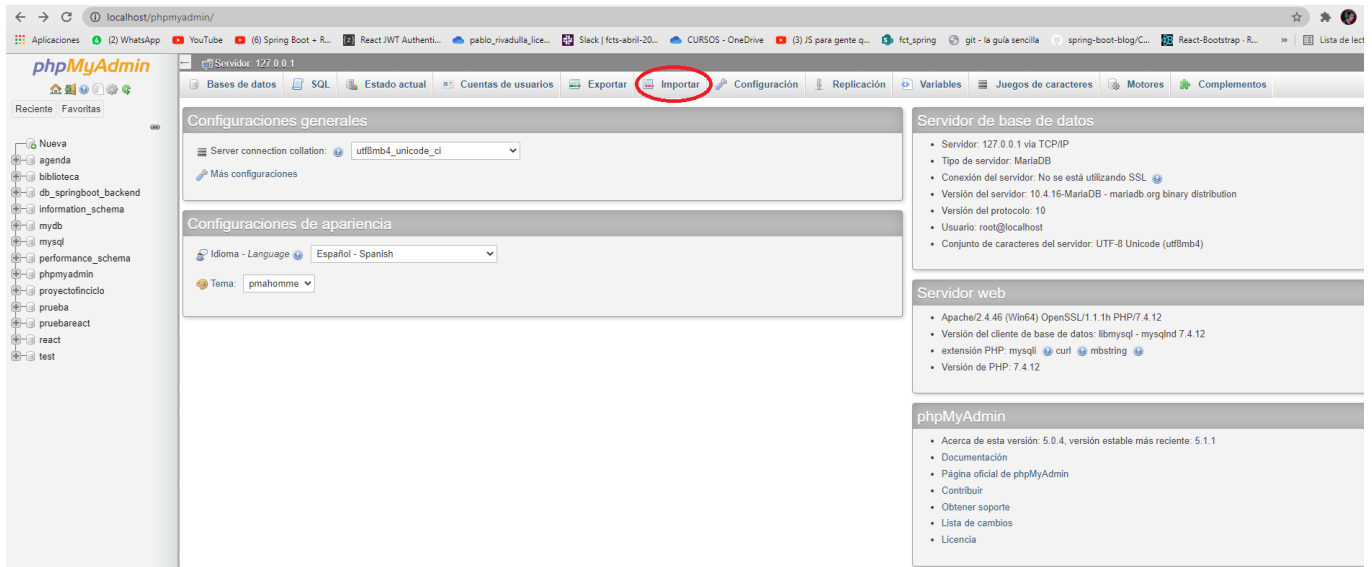 localhost/phpmyadmin/
Aplicaciones (2) WhatsApp YouTube (6) Spring Boot + R... React JWT Authenti... pablo_rivadulla_lice... Slack | fcts-abril-20... CURSOS - OneDrive (3) JS para gente q... fct_spring git - la guía sencilla spring-boot-blog/C... React-Bootstrap · R... » Lista de lect
phpMyAdmin
Reciente Favoritas
Nueva
agenda
biblioteca
db_springboot_backend
information_schema
mydb
mysql
performance_schema
phpmyadmin
proyectofinciclo
prueba
pruebareact
react
test
Servidor: 127.0.0.1
Bases de datos SQL Estado actual Cuentas de usuarios Exportar Importar Configuración Replicación Variables Juegos de caracteres Motores Complementos
Configuraciones generales
Server connection collation: utf8mb4_unicode_ci
Más configuraciones
Configuraciones de apariencia
Idioma - Language Español - Spanish
Tema: pmahomme
Servidor de base de datos
• Servidor: 127.0.0.1 via TCP/IP
• Tipo de servidor: MariaDB
• Conexión del servidor: No se está utilizando SSL
• Versión del servidor: 10.4.16-MariaDB - mariadb.org binary distribution
• Versión del protocolo: 10
• Usuario: root@localhost
• Conjunto de caracteres del servidor: UTF-8 Unicode (utf8mb4)
Servidor web
• Apache/2.4.46 (Win64) OpenSSL/1.1.1h PHP/7.4.12
• Versión del cliente de base de datos: libmysql - mysqlnd 7.4.12
• extensión PHP: mysqli curl mbstring
• Versión de PHP: 7.4.12
phpMyAdmin
• Acerca de esta versión: 5.0.4, versión estable más reciente: 5.1.1
• Documentación
• Página oficial de phpMyAdmin
• Contribuir
• Obtener soporte
• Lista de cambios
• Licencia